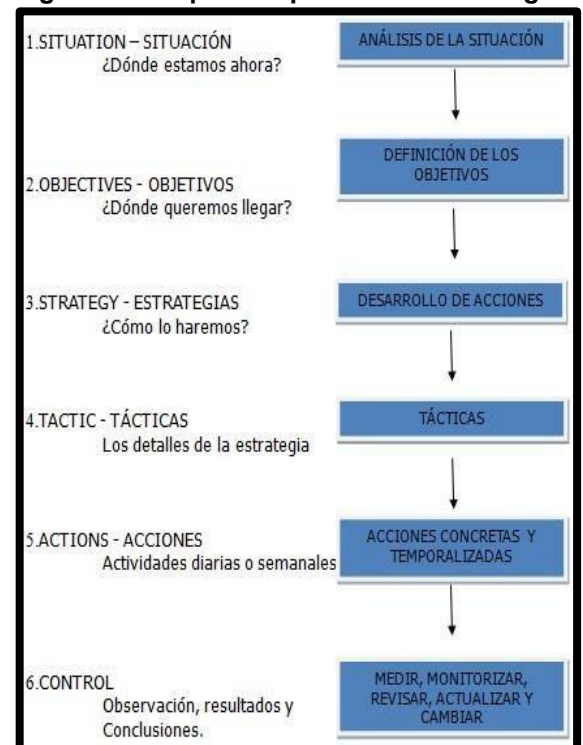 1.SITUATION – SITUACIÓN
¿Dónde estamos ahora?
ANÁLISIS DE LA SITUACIÓN
2.OBJECTIVES - OBJETIVOS
¿Dónde queremos llegar?
DEFINICIÓN DE LOS
OBJETIVOS
3.STRATEGY - ESTRATEGIAS
¿Cómo lo haremos?
DESARROLLO DE ACCIONES
4.TACTIC - TÁCTICAS
Los detalles de la estrategia
TÁCTICAS
5.ACTIONS - ACCIONES
Actividades diarias o semanales
ACCIONES CONCRETAS Y
TEMPORALIZADAS
6.CONTROL
Observación, resultados y
Conclusiones.
MEDIR, MONITORIZAR,
REVISAR, ACTUALIZAR Y
CAMBIAR